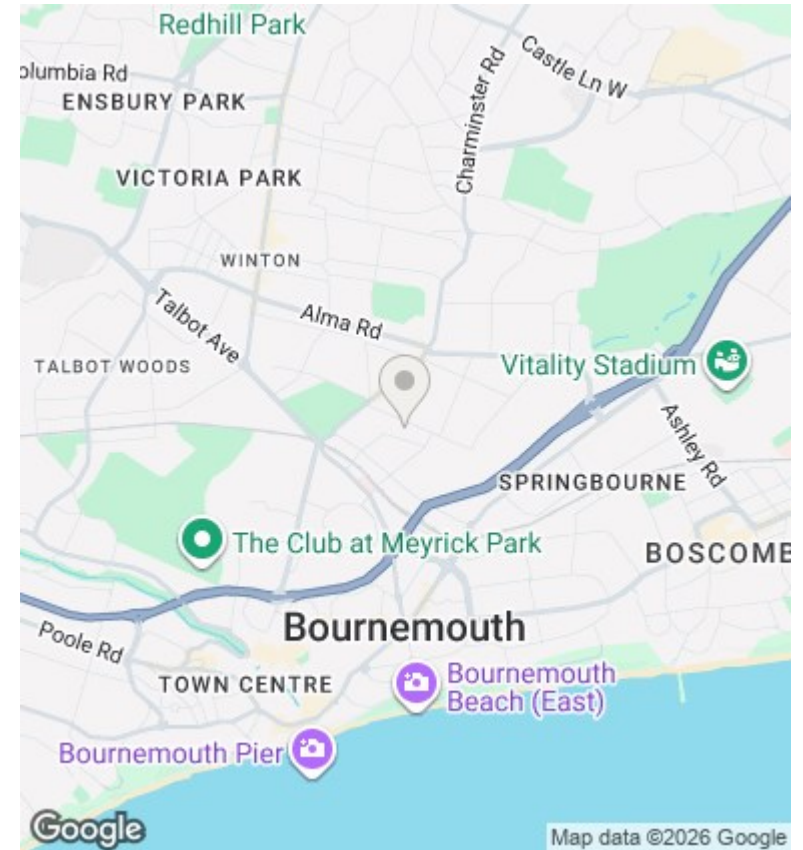 Redhill Park
olumbia Rd
ENSBURY PARK
Castle Ln W
Charminster Rd
VICTORIA PARK
WINTON
Talbot Ave
Alma Rd
TALBOT WOODS
Vitality Stadium
Ashley Rd
SPRINGBOURNE
The Club at Meyrick Park
BOSCOMB
Bournemouth
Poole Rd
TOWN CENTRE
Bournemouth
Beach (East)
Bournemouth Pier
Google
Map data ©2026 Google